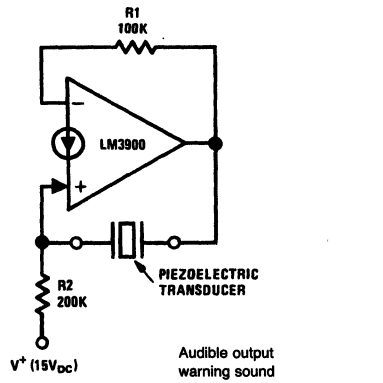 R1
100K
−
LM3900
+
PIEZOELECTRIC
TRANSDUCER
R2
200K
V+ (15VDC)
Audible output
warning sound